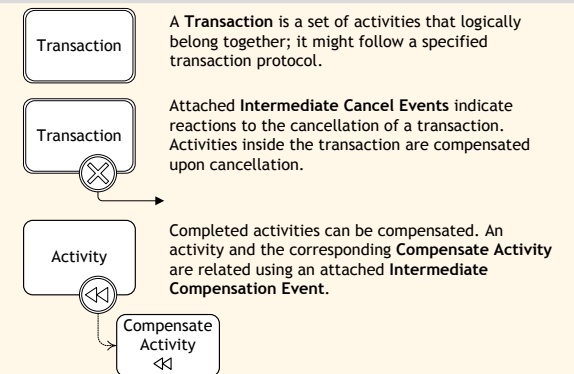 Transaction
A Transaction is a set of activities that logically
belong together; it might follow a specified
transaction protocol.
Transaction
Attached Intermediate Cancel Events indicate
reactions to the cancellation of a transaction.
Activities inside the transaction are compensated
upon cancellation.
Activity
Completed activities can be compensated. An
activity and the corresponding Compensate Activity
are related using an attached Intermediate
Compensation Event.
Compensate
Activity